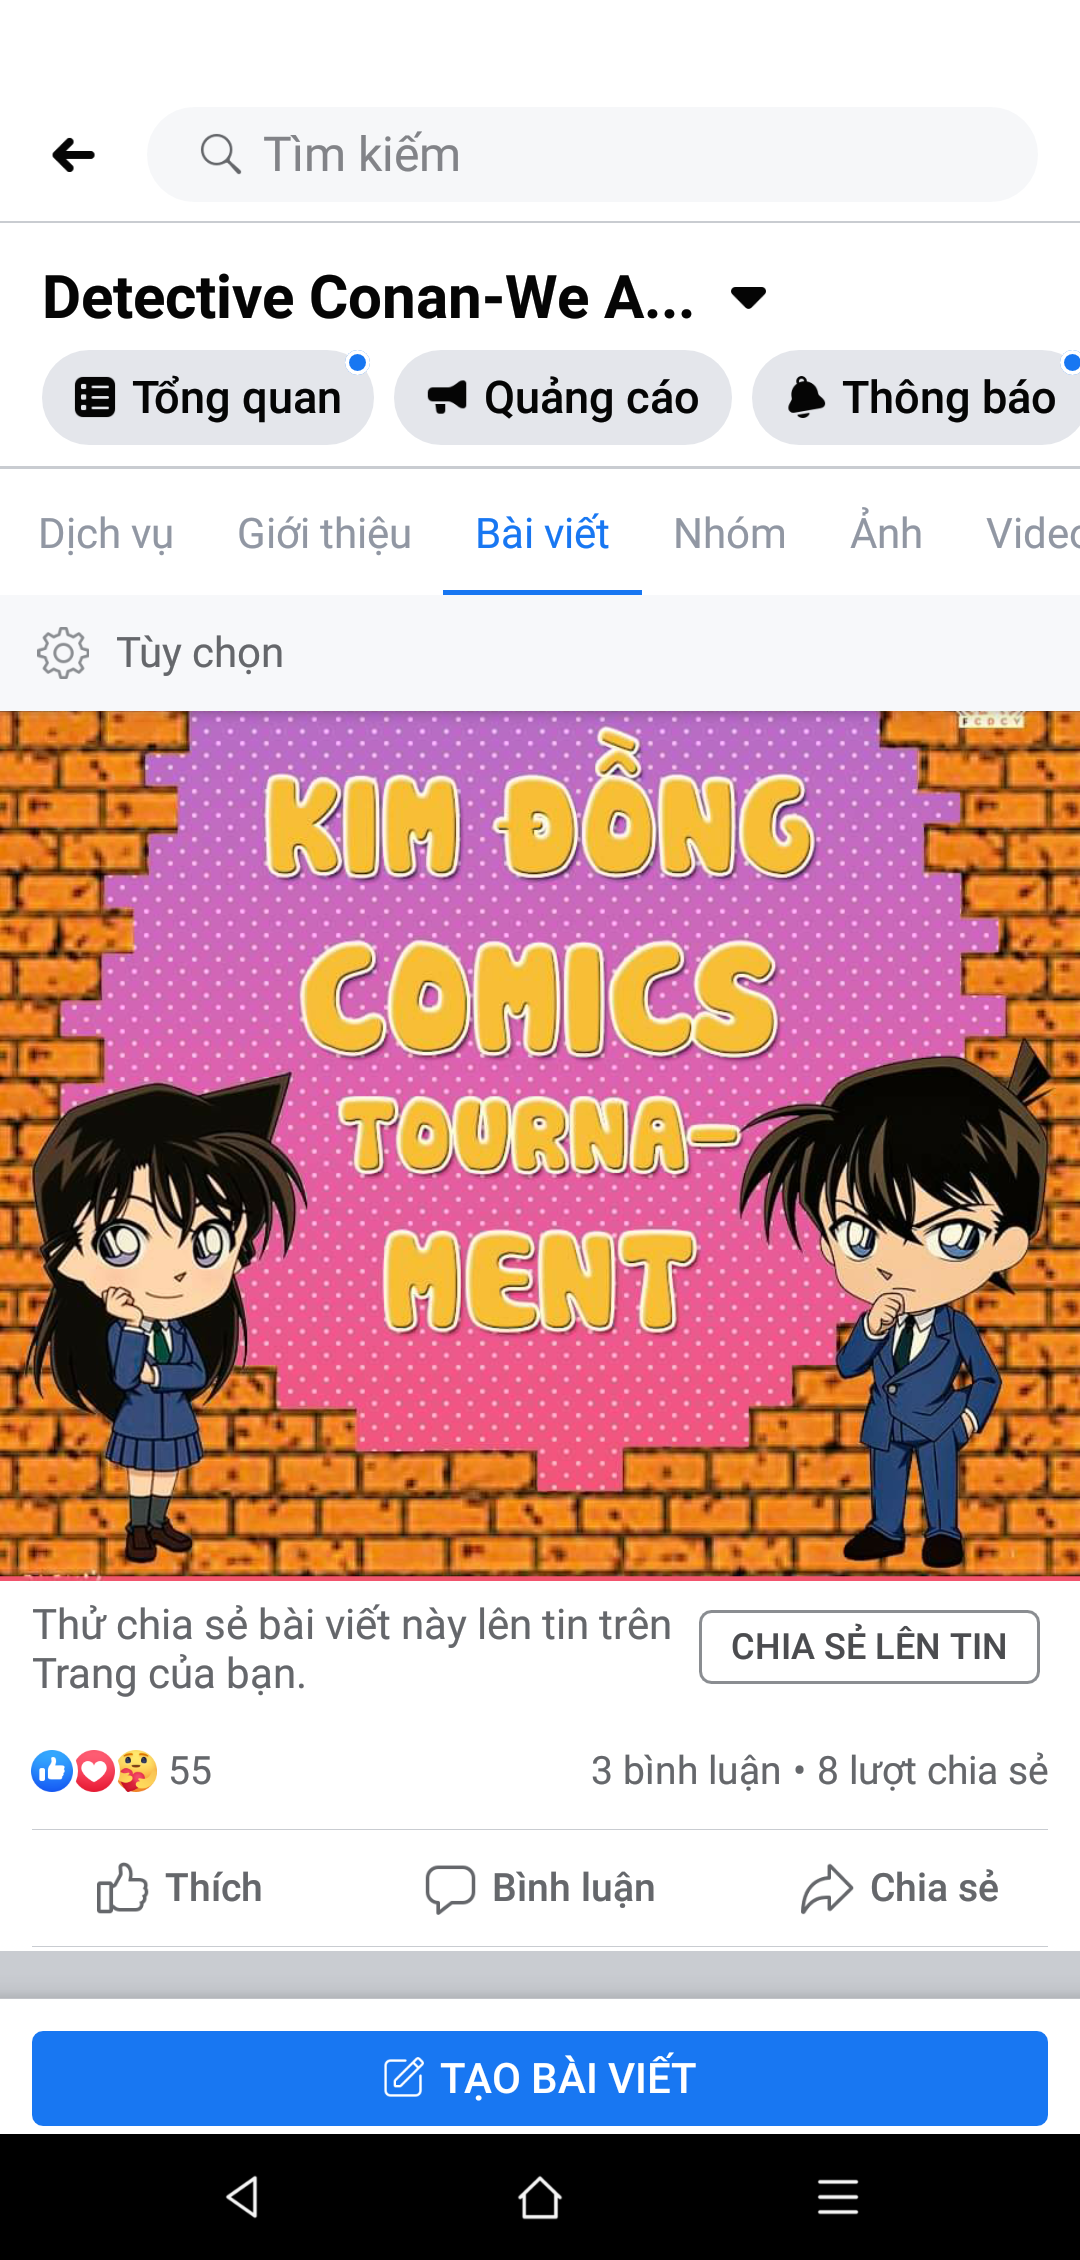 Tìm kiếm
Detective Conan-We A...
Tổng quan
Quảng cáo
Thông báo
Dịch vụ
Giới thiệu
Bài viết
Nhóm
Ảnh
Video
Tùy chọn
FCDCY
KIM ĐỒNG
COMICS
TOURNA-
MENT
Thử chia sẻ bài viết này lên tin trên
Trang của bạn.
CHIA SẺ LÊN TIN
55
3 bình luận • 8 lượt chia sẻ
Thích
Bình luận
Chia sẻ
TẠO BÀI VIẾT